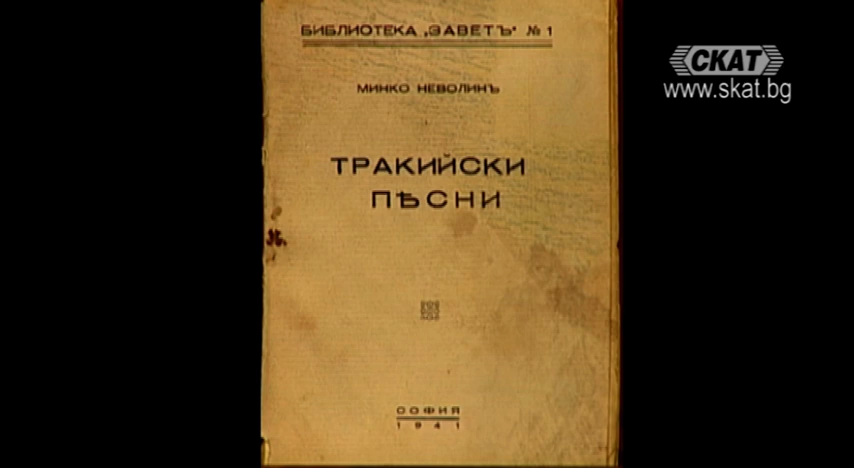 БИБЛИОТЕКА „ЗАВЕТЪ" № 1
МИНКО НЕВОЛИНЪ
ТРАКИЙСКИ
ПѢСНИ
СОФИЯ
1941
СКАТ
www.skat.bg